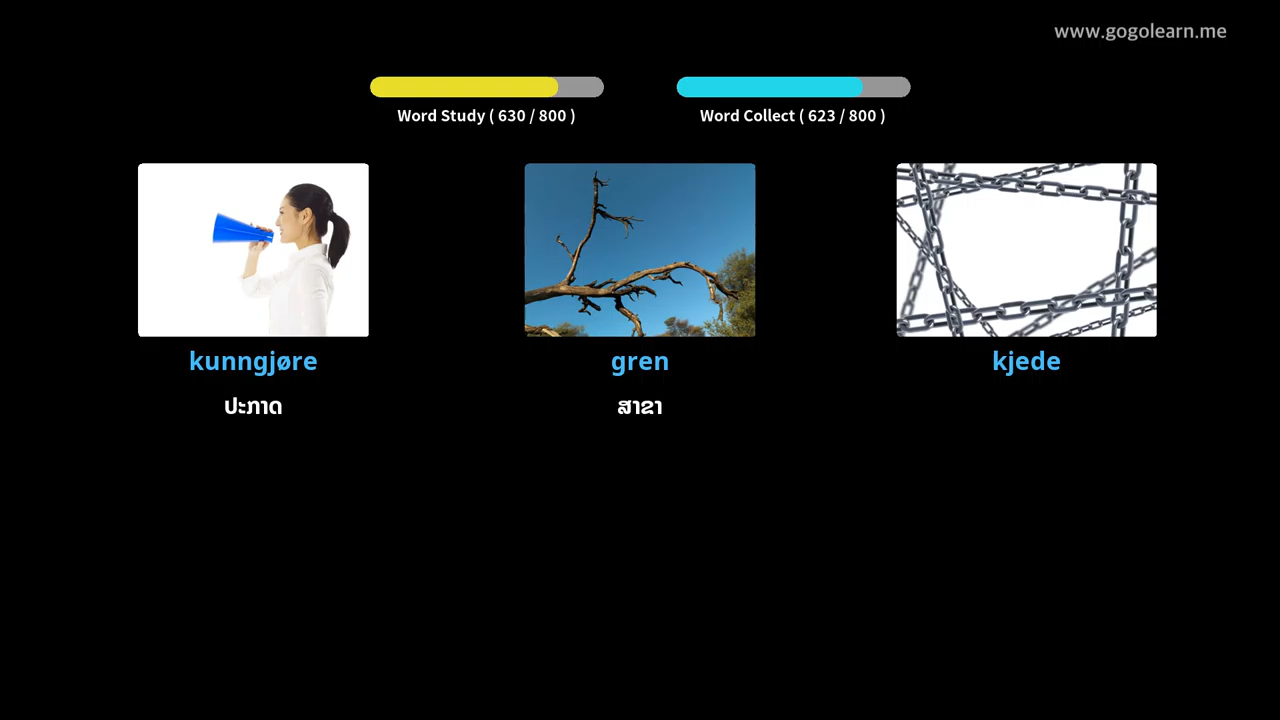 www.gogolearn.me
Word Study ( 630 / 800 )
Word Collect ( 623 / 800 )
kunngjøre
gren
kjede
ປະກາດ
ສາຂາ